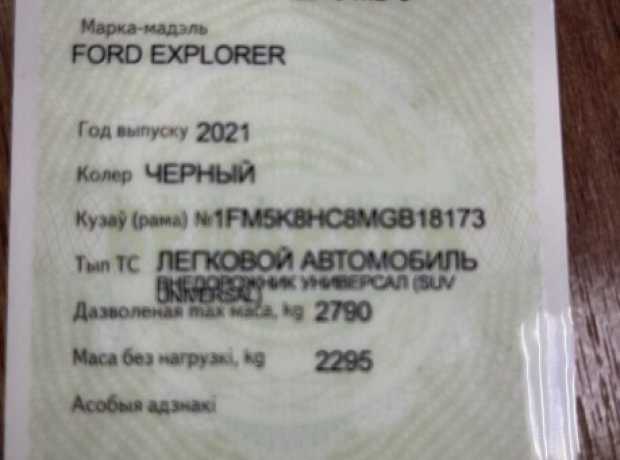 Марка-мадэль
FORD EXPLORER
Год выпуску 2021
Колер ЧЕРНЫЙ
Кузаў (рама) №1FM5K8HC8MGB18173
Тып ТС ЛЕГКОВОЙ АВТОМОБИЛЬ
ВНЕДОРОЖНИК УНИВЕРСАЛ (SUV
UNIVERSAL)
Дазволеная max маса, kg 2790
Маса без нагрузкі, kg 2295
Асобыя адзнакі